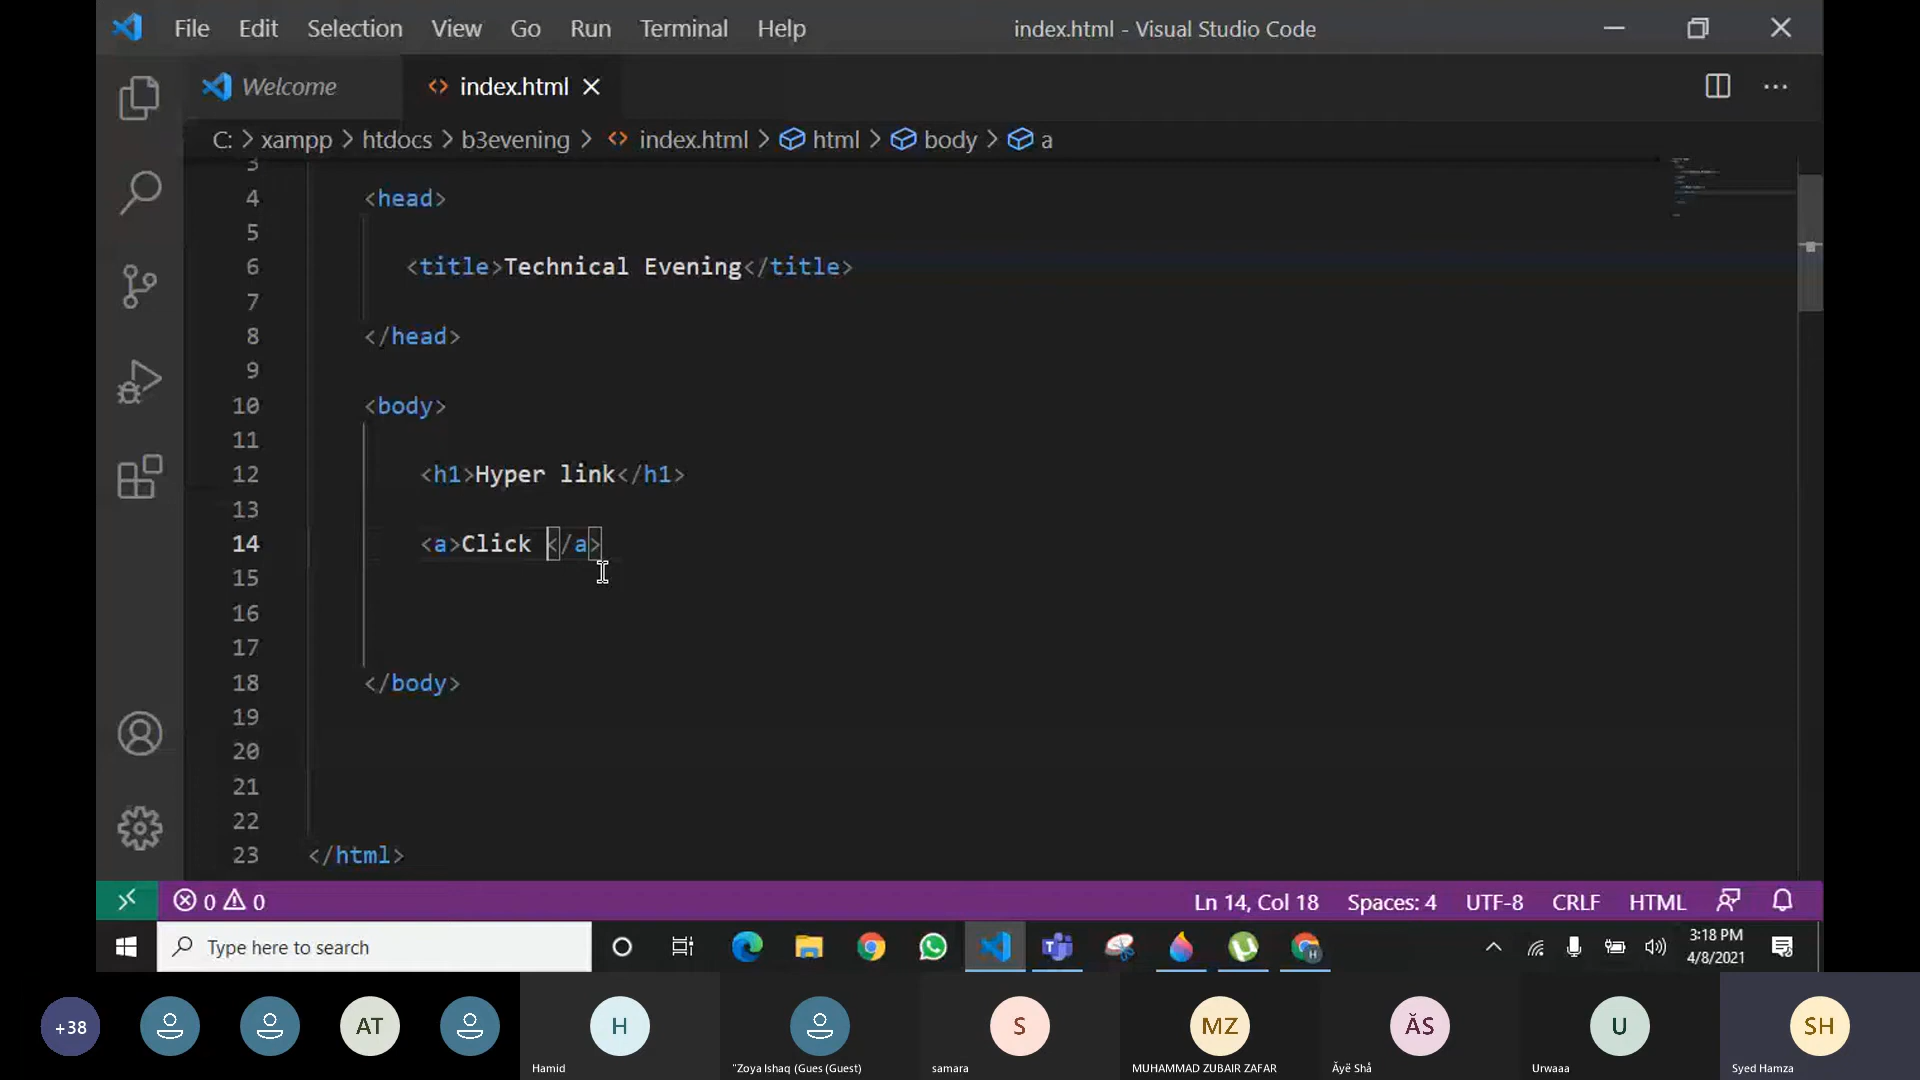 File Edit Selection View Go Run Terminal Help index.html - Visual Studio Code
Welcome index.html
C: > xampp > htdocs > b3evening > index.html > html > body > a
3
4 <head>
5
6 <title>Technical Evening</title>
7
8 </head>
9
10 <body>
11
12 <h1>Hyper link</h1>
13
14 <a>Click </a>
15
16
17
18 </body>
19
20
21
22
23 </html>
0 0 Ln 14, Col 18 Spaces: 4 UTF-8 CRLF HTML
Type here to search
3:18 PM
4/8/2021
+38 AT H S MZ ÃS U SH
Hamid "Zoya Ishaq (Gues (Guest) samara MUHAMMAD ZUBAIR ZAFAR Ãyë Shå Urwaaa Syed Hamza